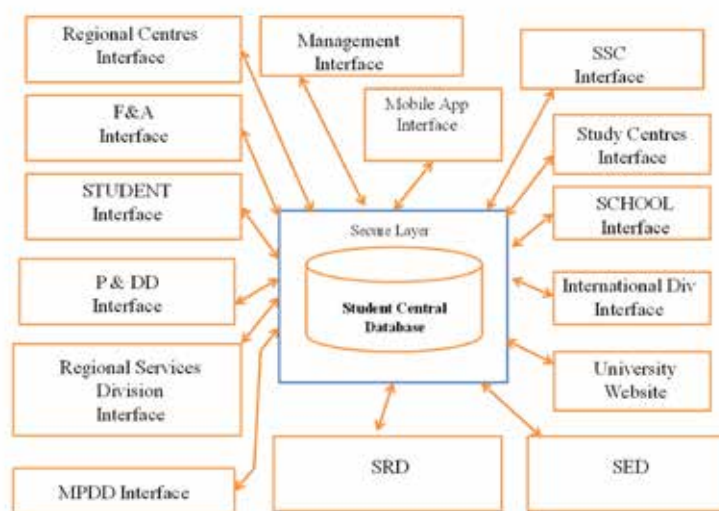 Regional Centres
Interface
Management
Interface
SSC
Interface
F&A
Interface
Mobile App
Interface
Study Centres
Interface
STUDENT
Interface
SCHOOL
Interface
Secure Layer
P & DD
Interface
Student Central
Database
International Div
Interface
Regional Services
Division
Interface
University
Website
MPDD Interface
SRD
SED